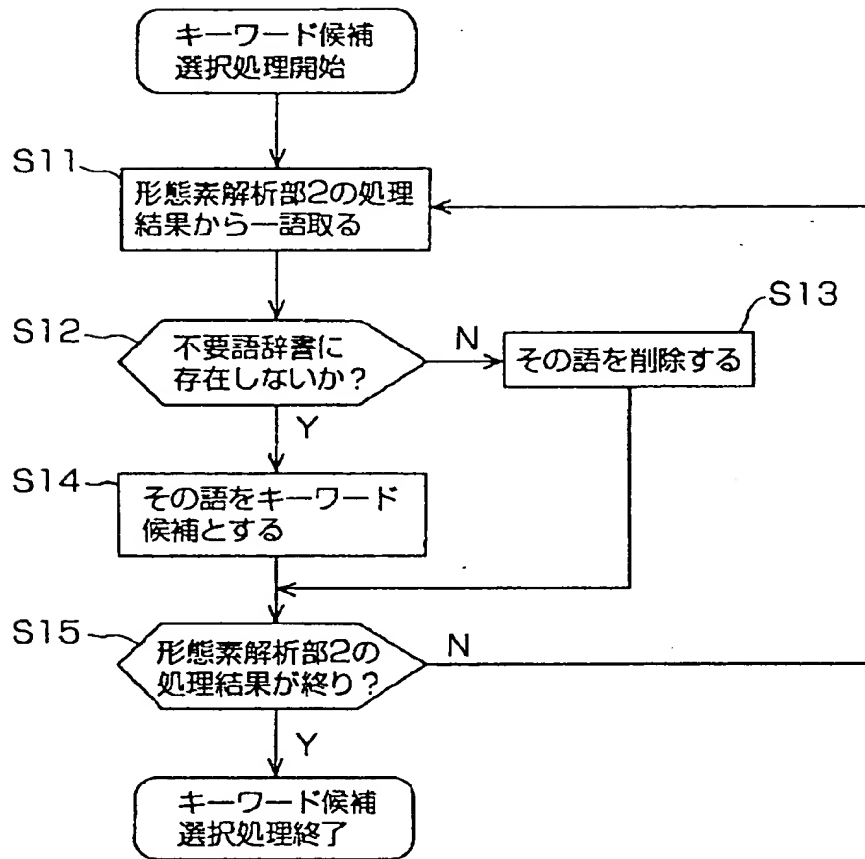 キーワード候補
選択処理開始
S11
形態素解析部2の処理
結果から一語取る
S12
不要語辞書に
存在しないか?
N
S13
その語を削除する
Y
S14
その語をキーワード
候補とする
S15
形態素解析部2の
処理結果が終り?
N
Y
キーワード候補
選択処理終了